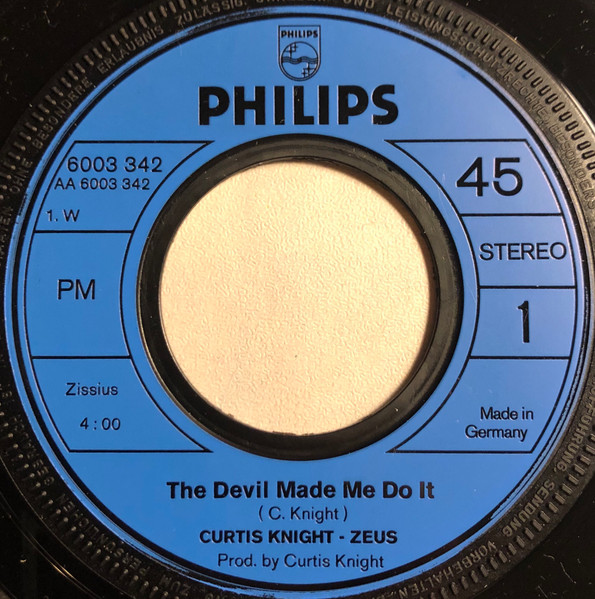 PHILIPS
PHILIPS
6003 342
AA 6003 342
1. W
PM
Zissius
4:00
45
STEREO
1
Made in
Germany
The Devil Made Me Do It
( C. Knight )
CURTIS KNIGHT - ZEUS
Prod. by Curtis Knight